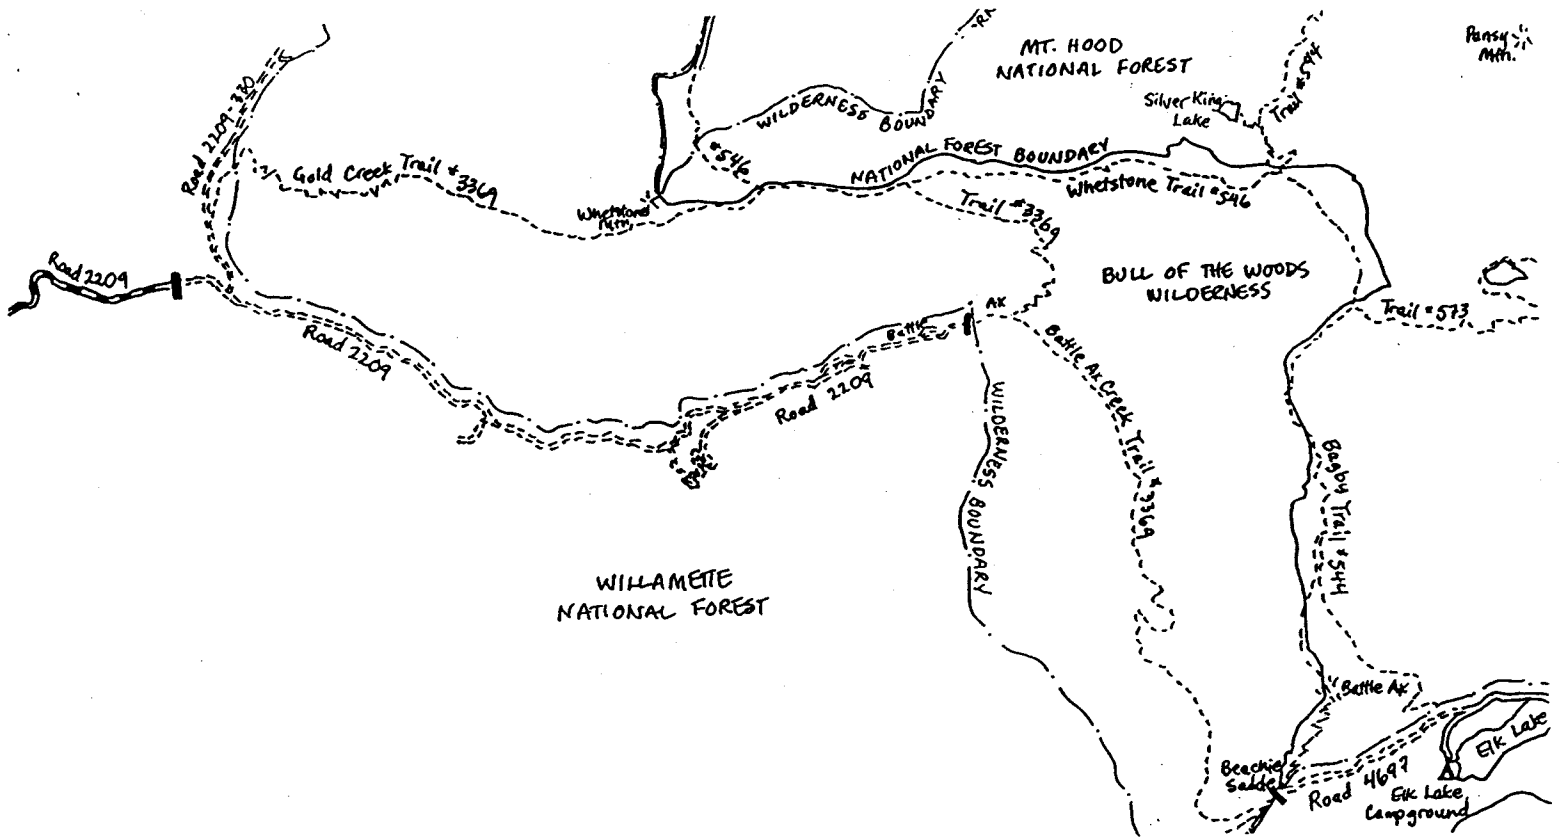 MT. HOOD
NATIONAL FOREST
Pansy
Mtn.
Trail #544
Silver King
Lake
WILDERNESS
BOUNDARY
Road 2209-330
Gold Creek Trail #3369
#546
NATIONAL FOREST BOUNDARY
Whetstone Trail #546
Whetstone
Mtn.
Trail #3369
BULL OF THE WOODS
WILDERNESS
Road 2209
Trail #573
Ax
Battle
Road 2209
Road 2209
Battle Ax Creek Trail #3369
WILDERNESS BOUNDARY
Bagby Trail #544
WILLAMETTE
NATIONAL FOREST
Battle Ax
Elk Lake
Beachie
Saddle
Road 4697
Elk Lake
Campground